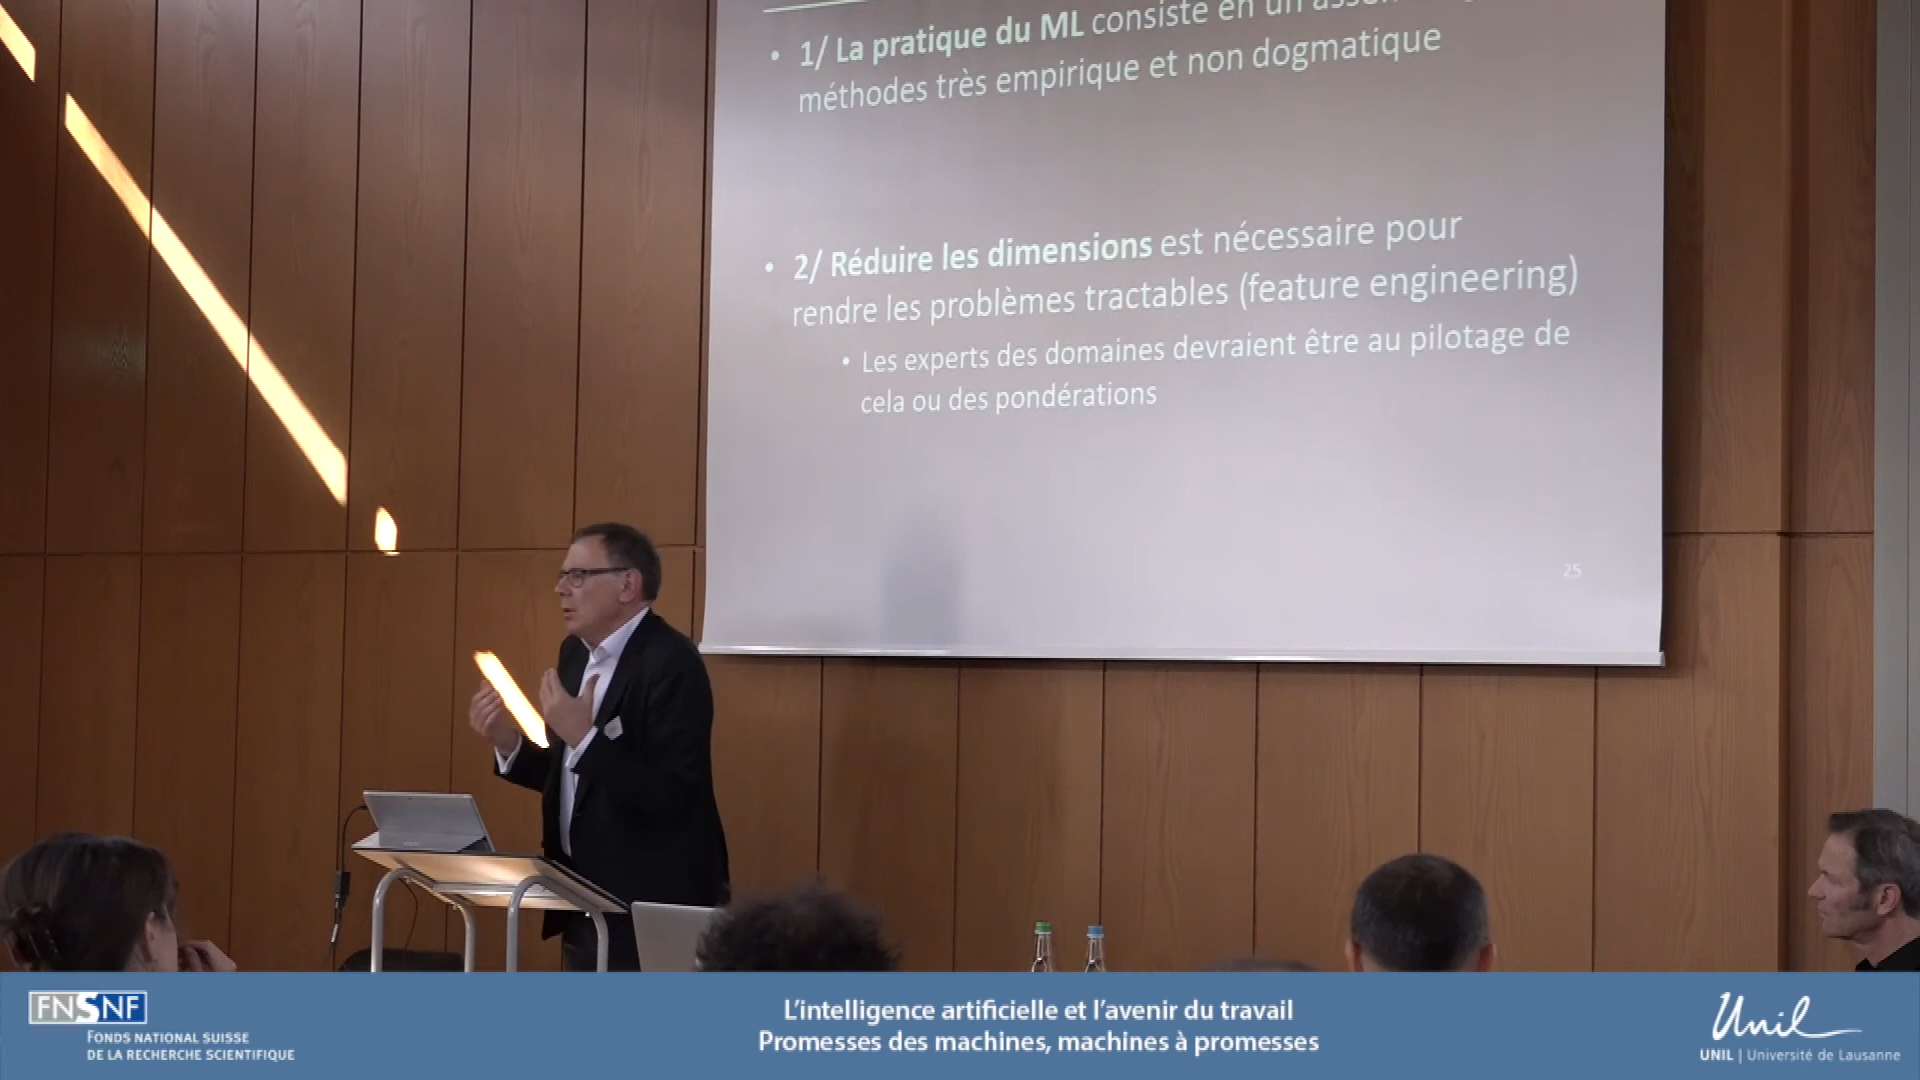 • 1/ La pratique du ML consiste en un
méthodes très empirique et non dogmatique
• 2/ Réduire les dimensions est nécessaire pour
rendre les problèmes tractables (feature engineering)
• Les experts des domaines devraient être au pilotage de
cela ou des pondérations
25
FNSNF
FONDS NATIONAL SUISSE
DE LA RECHERCHE SCIENTIFIQUE
L’intelligence artificielle et l’avenir du travail
Promesses des machines, machines à promesses
Unil
UNIL | Université de Lausanne